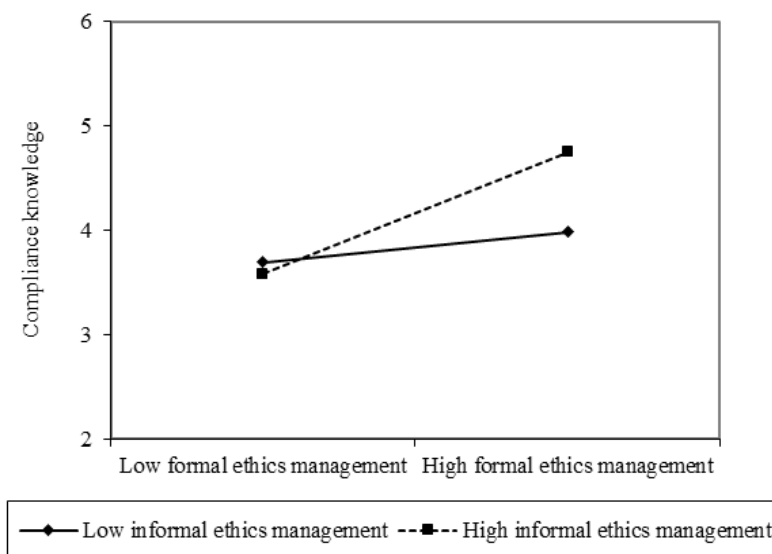 6
5
4
3
2
Compliance knowledge
Low formal ethics management High formal ethics management
Low informal ethics management High informal ethics management